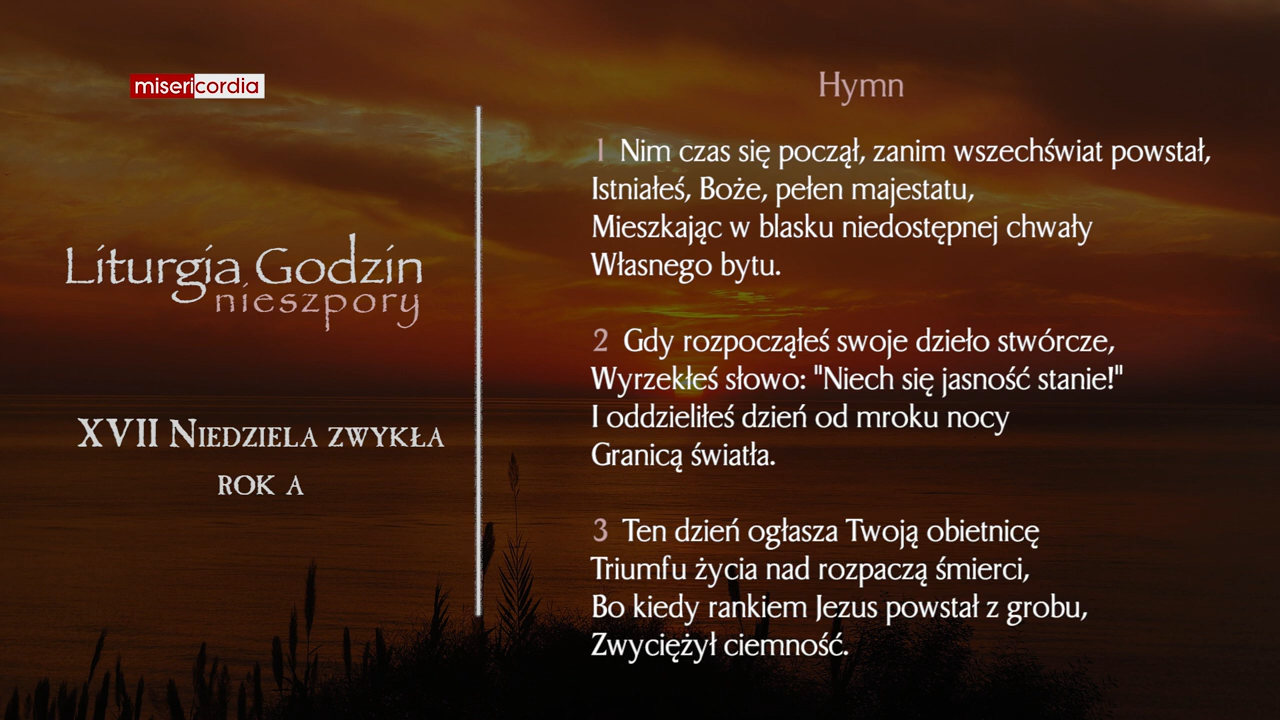 misericordia
Liturgia Godzin
nieszpory
XVII Niedziela zwykła
rok A
Hymn
1 Nim czas się począł, zanim wszechświat powstał,
Istniałeś, Boże, pełen majestatu,
Mieszkając w blasku niedostępnej chwały
Własnego bytu.
2 Gdy rozpocząłeś swoje dzieło stwórcze,
Wyrzekłeś słowo: "Niech się jasność stanie!"
I oddzieliłeś dzień od mroku nocy
Granicą światła.
3 Ten dzień ogłasza Twoją obietnicę
Triumfu życia nad rozpaczą śmierci,
Bo kiedy rankiem Jezus powstał z grobu,
Zwyciężył ciemność.